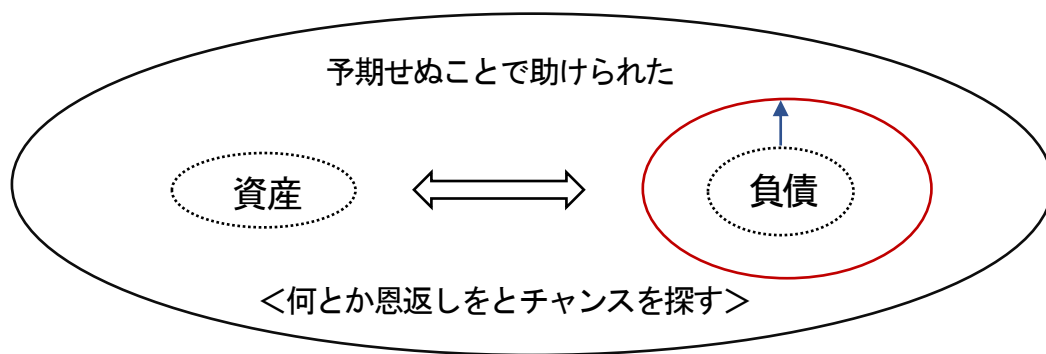 予期せぬことで助けられた
資産
負債
＜何とか恩返しをとチャンスを探す＞